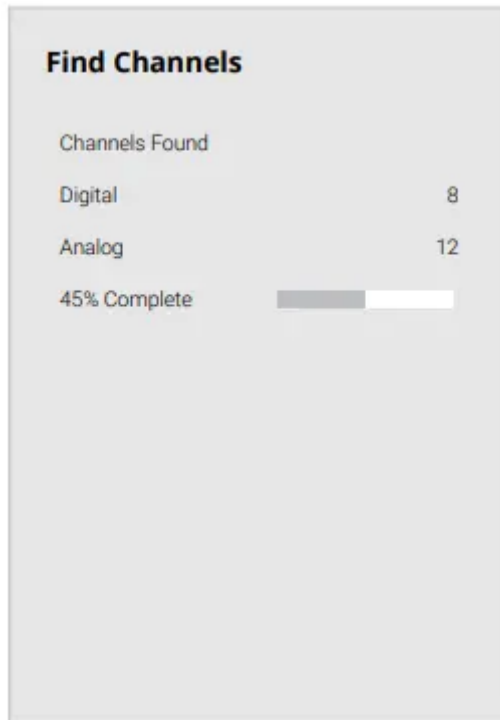 Find Channels
Channels Found
Digital 8
Analog 12
45% Complete